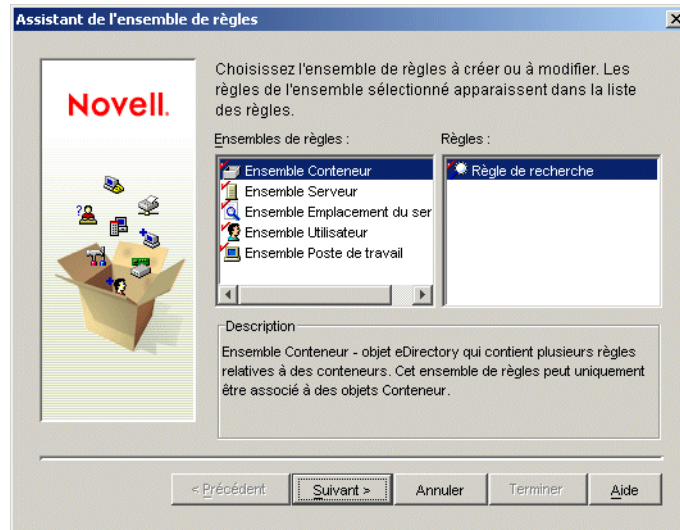 Assistant de l'ensemble de règles
Novell.
Choisissez l'ensemble de règles à créer ou à modifier. Les
règles de l'ensemble sélectionné apparaissent dans la liste
des règles.
Ensembles de règles :
Règles :
Ensemble Conteneur
Ensemble Serveur
Ensemble Emplacement du ser
Ensemble Utilisateur
Ensemble Poste de travail
Règle de recherche
Description
Ensemble Conteneur - objet eDirectory qui contient plusieurs règles
relatives à des conteneurs. Cet ensemble de règles peut uniquement
être associé à des objets Conteneur.
< Précédent
Suivant >
Annuler
Terminer
Aide